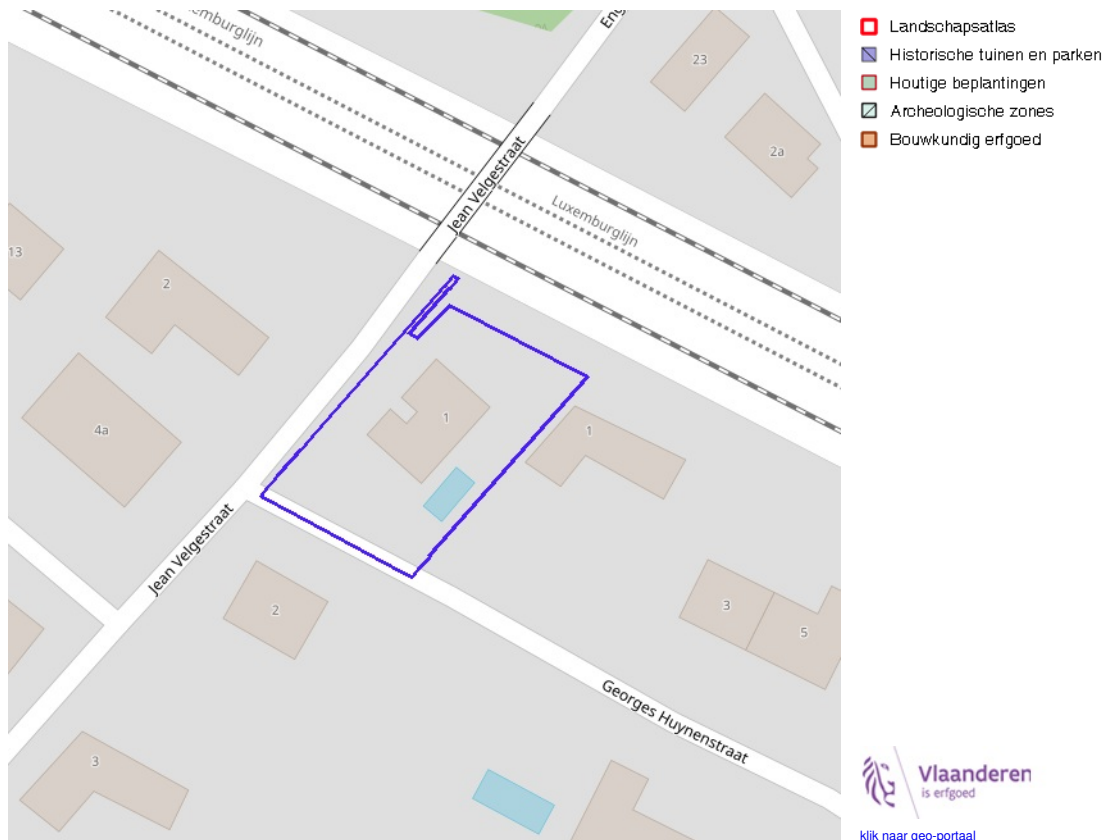 Luxemburglijn
Eng
23
2a
Jean Velgestraat
Luxemburglijn
13
2
1
1
4a
Jean Velgestraat
2
3
5
Georges Huynenstraat
3
Landschapsatlas
Historische tuinen en parken
Houtige beplantingen
Archeologische zones
Bouwkundig erfgoed
Vlaanderen
is erfgoed
klik naar geo-portaal